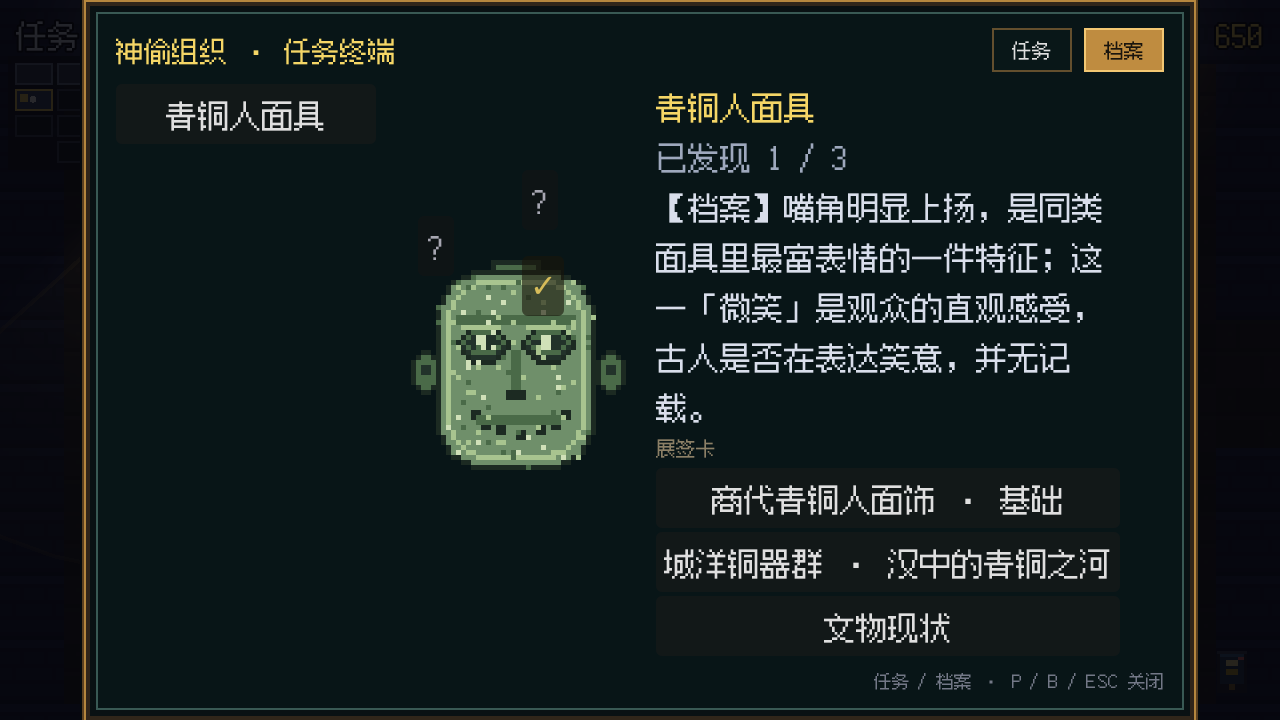 任务
650
神偷组织 · 任务终端
任务
档案
青铜人面具
青铜人面具
已发现 1 / 3
?
?
✓
【档案】嘴角明显上扬，是同类
面具里最富表情的一件特征；这
一「微笑」是观众的直观感受，
古人是否在表达笑意，并无记
载。
展签卡
商代青铜人面饰 · 基础
城洋铜器群 · 汉中的青铜之河
文物现状
任务 / 档案 · P / B / ESC 关闭